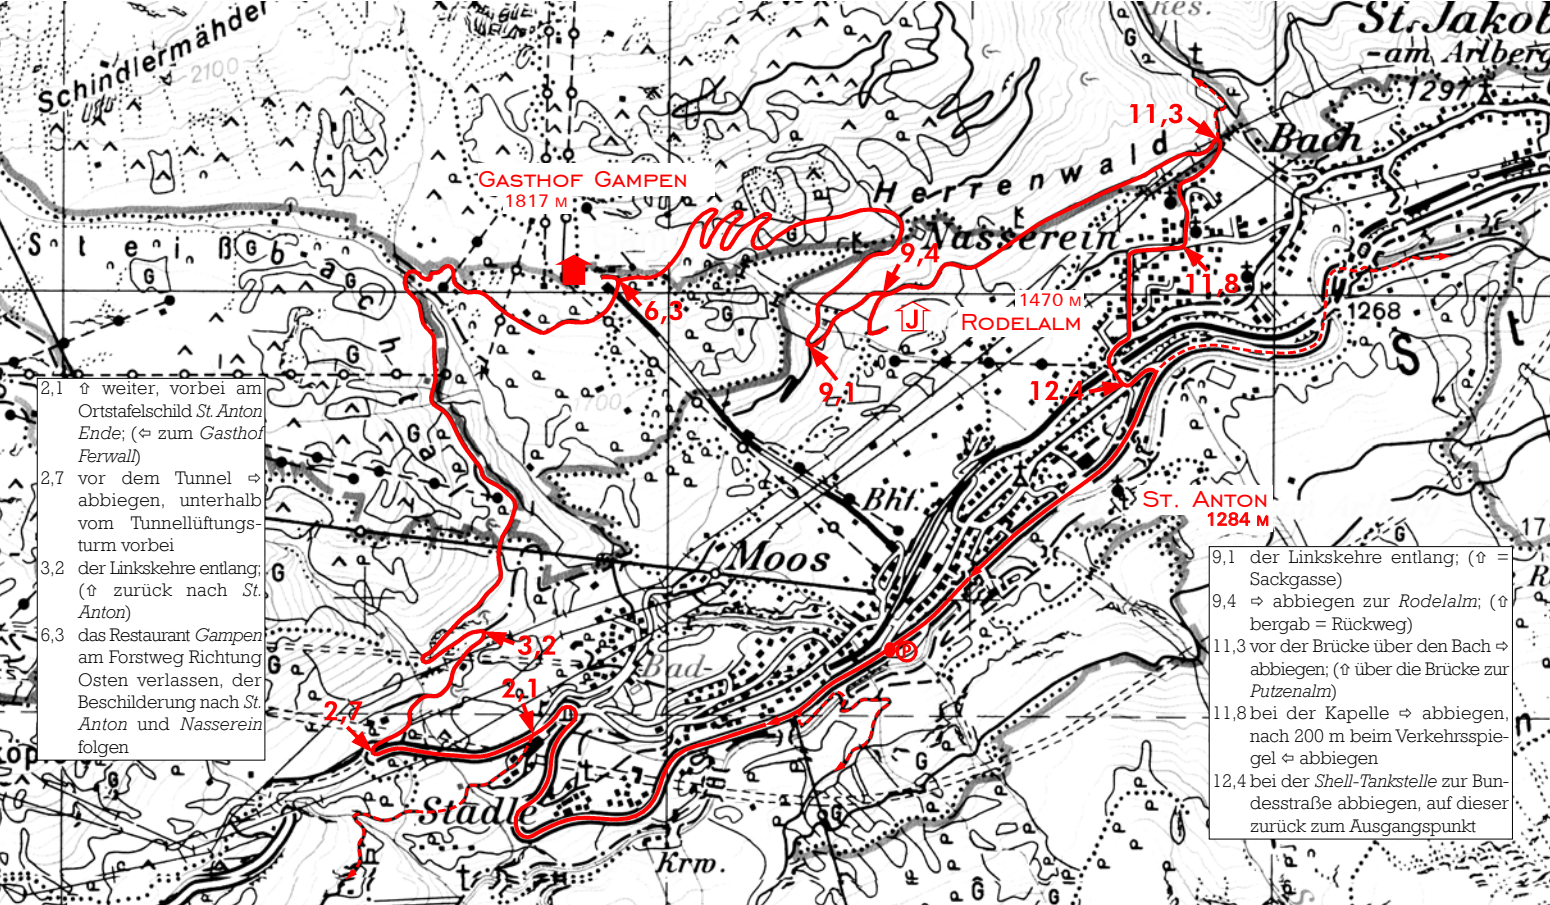 Schindlermähder
2100
Kes.
St. Jakob
-am Arlberg
1297
11,3
Bach
GASTHOF GAMPEN
1817 M
Herrenwald
Steißbach
Nasserein
9,4
11,8
6,3
1470 M
RODELALM
J
1268
S t
9,1
12,4
1700
2,1 ⇧ weiter, vorbei am
Ortstafelschild St. Anton
Ende; (⇦ zum Gasthof
Ferwall)
2,7 vor dem Tunnel ⇨
abbiegen, unterhalb
vom Tunnellüftungs-
turm vorbei
3,2 der Linkskehre entlang;
(⇧ zurück nach St.
Anton)
6,3 das Restaurant Gampen
am Forstweg Richtung
Osten verlassen, der
Beschilderung nach St.
Anton und Nasserein
folgen
Bhf.
ST. ANTON
1284 M
Moos
9,1 der Linkskehre entlang; (⇧ =
Sackgasse)
9,4 ⇨ abbiegen zur Rodelalm; (⇧
bergab = Rückweg)
11,3 vor der Brücke über den Bach ⇨
abbiegen; (⇧ über die Brücke zur
Putzenalm)
11,8 bei der Kapelle ⇨ abbiegen,
nach 200 m beim Verkehrsspie-
gel ⇦ abbiegen
12,4 bei der Shell-Tankstelle zur Bun-
desstraße abbiegen, auf dieser
zurück zum Ausgangspunkt
3,2
P
Bad-
2,1
2,7
Stadle
Krw.